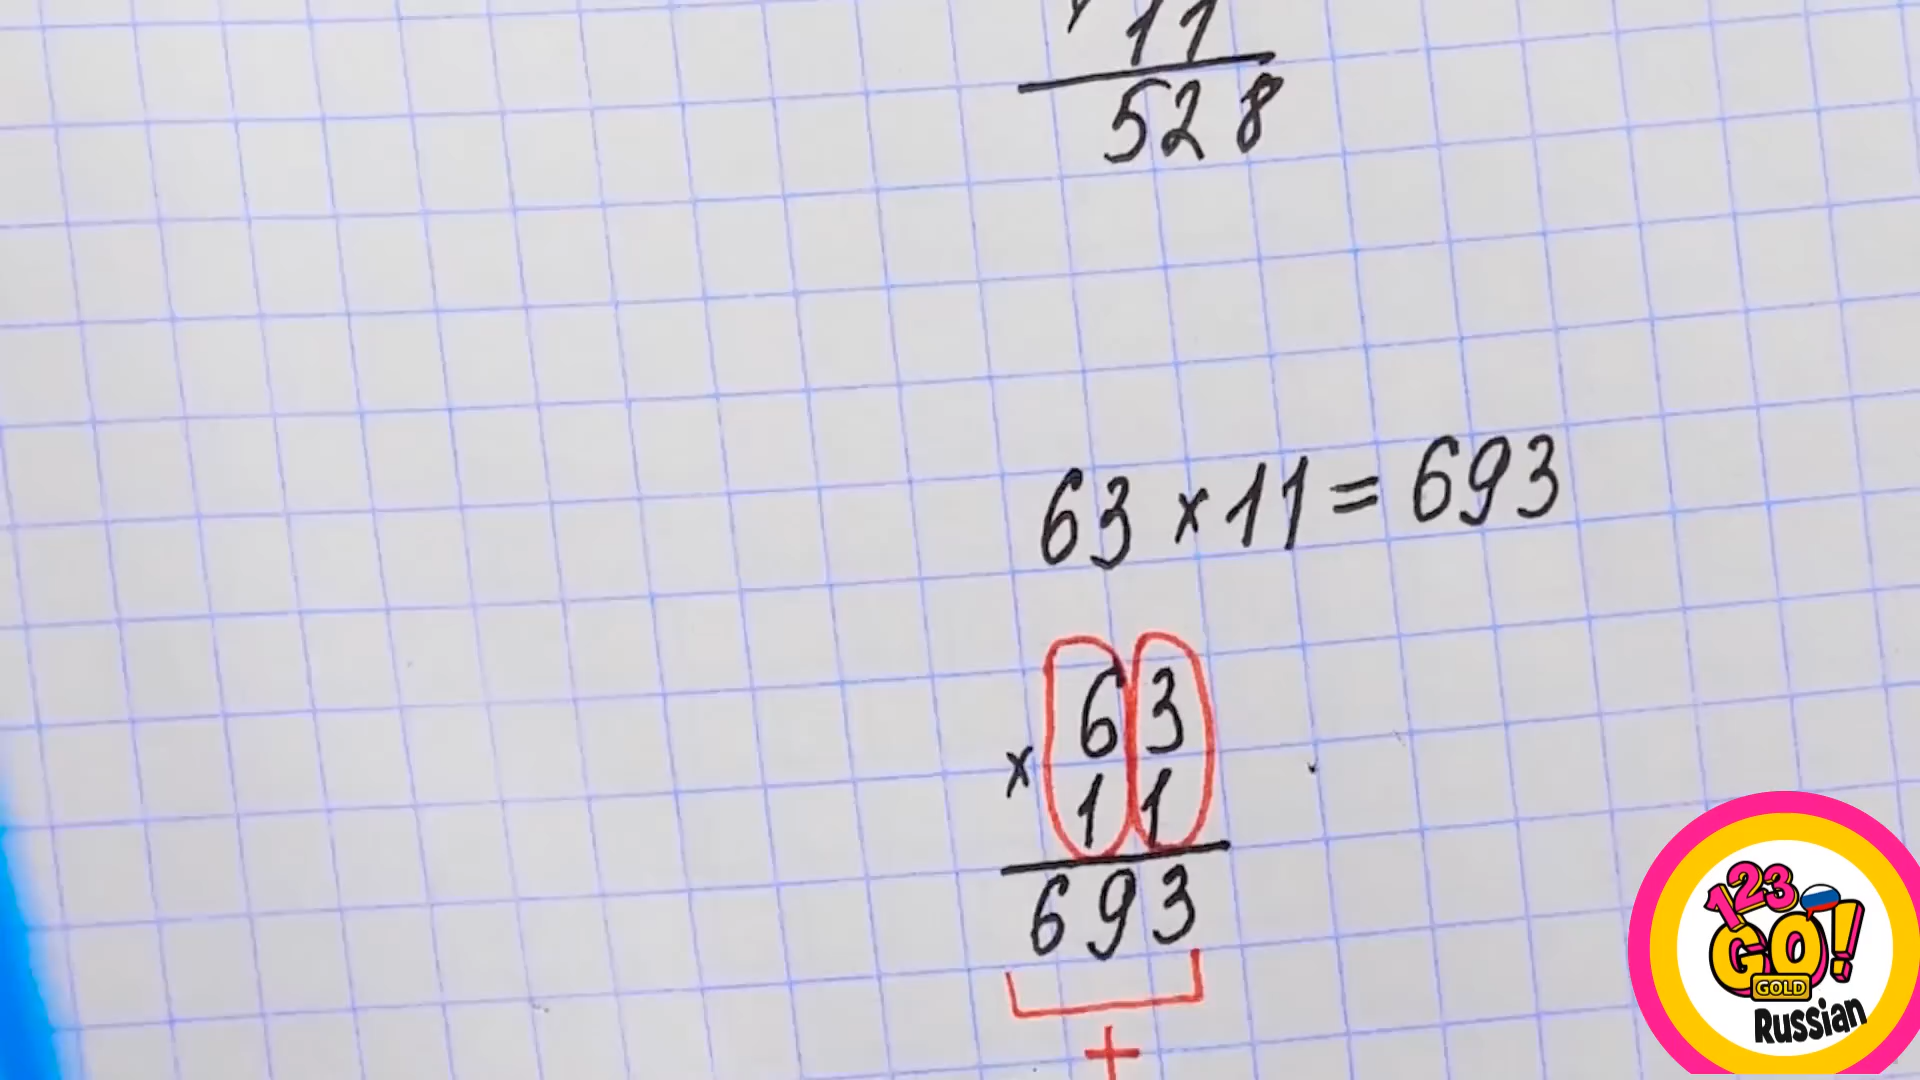 11
528
63 × 11 = 693
63
×
11
693
+
123
GO!
GOLD
Russian